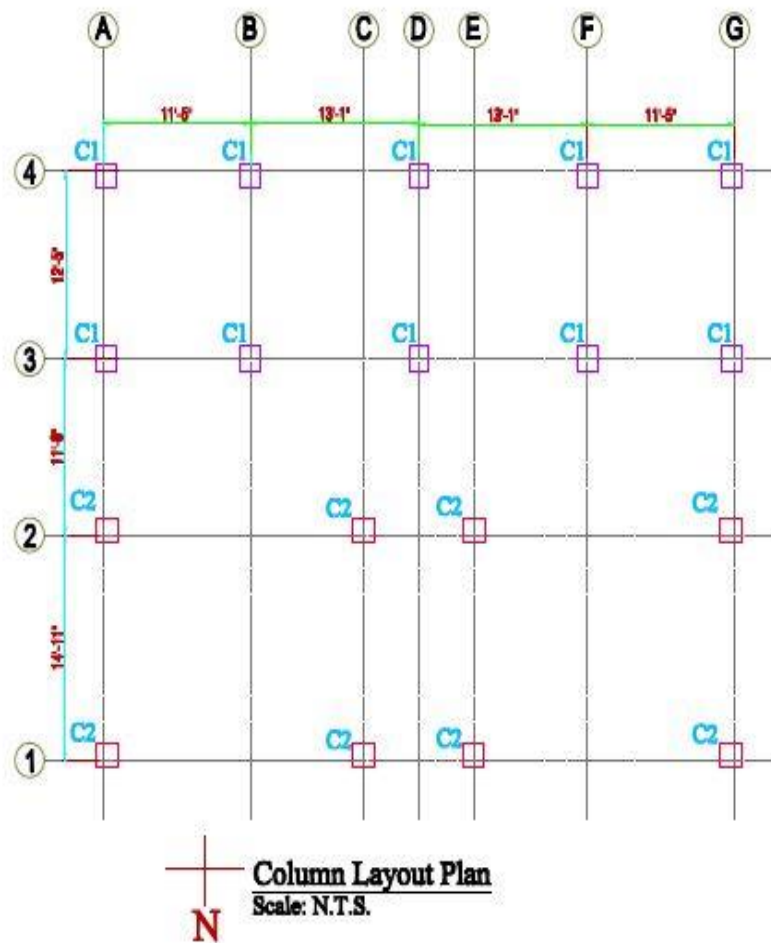 A B C D E F G
11'-5" 13'-1" 13'-1" 11'-5"
C1 C1 C1 C1 C1
4
12'-5"
C1 C1 C1 C1 C1
3
C2 C2 C2 C2
2
14'-11"
C2 C2 C2 C2
1
Column Layout Plan
Scale: N.T.S.
N